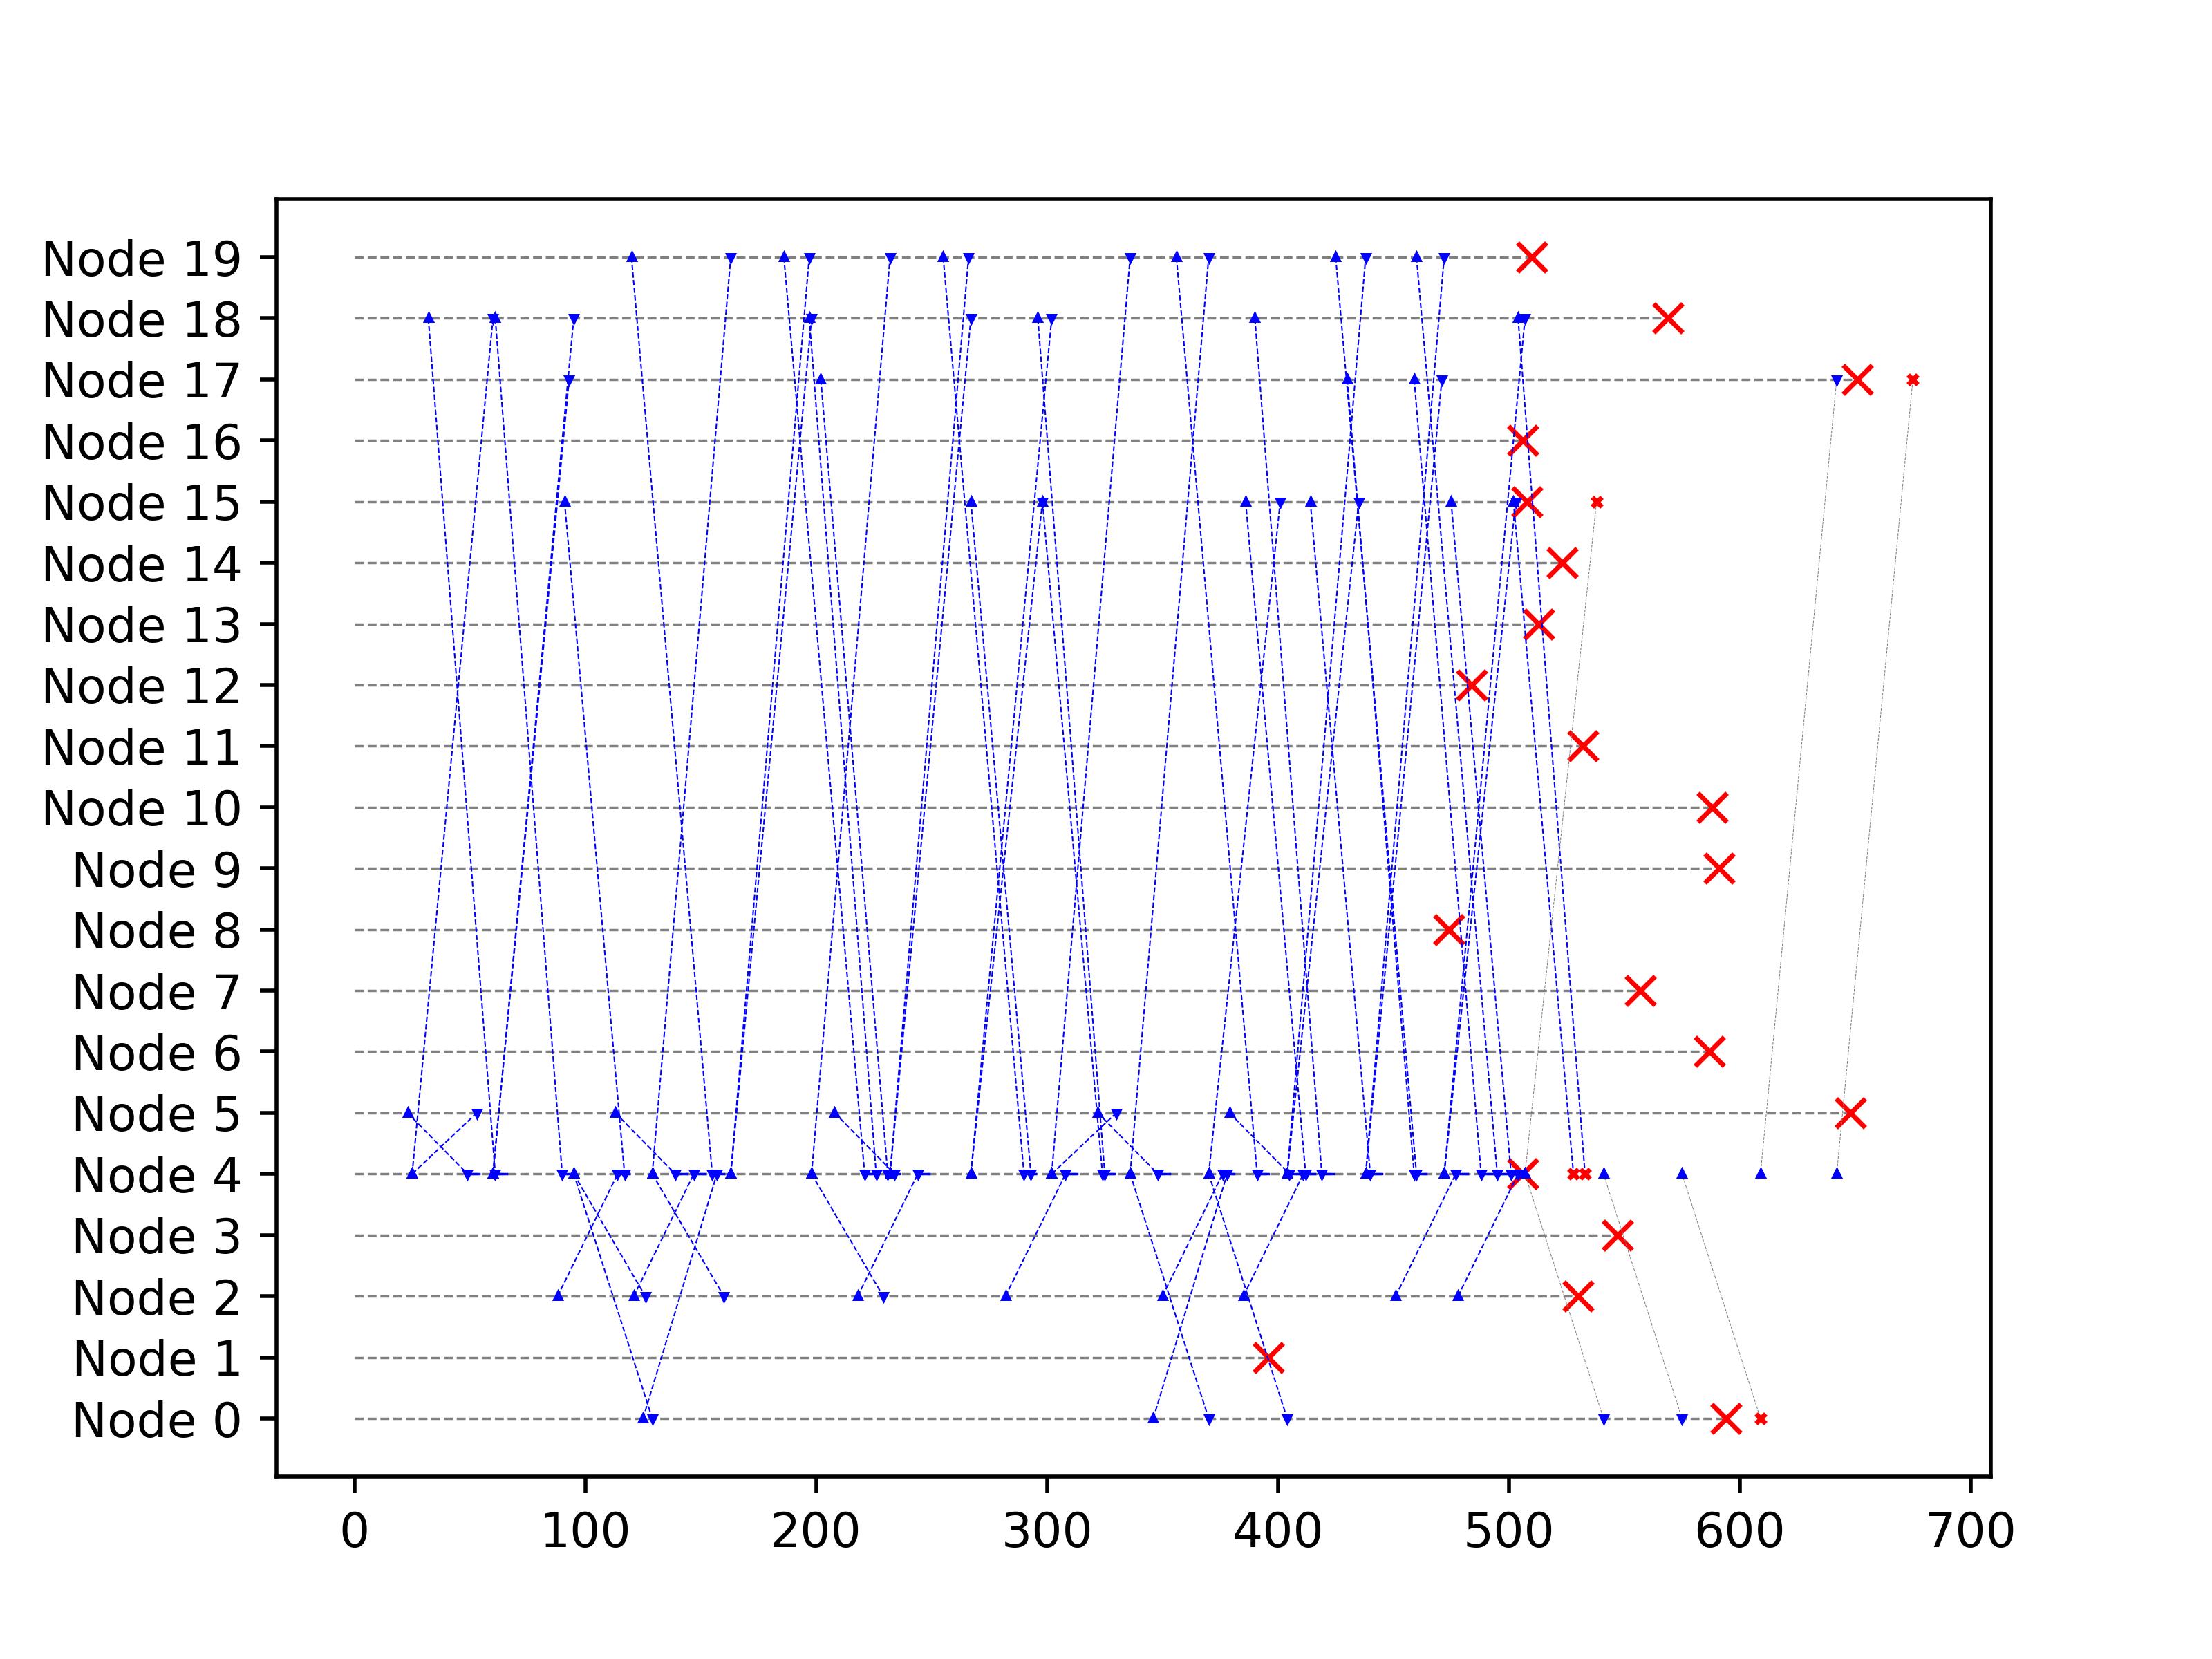 Node 19
Node 18
Node 17
Node 16
Node 15
Node 14
Node 13
Node 12
Node 11
Node 10
Node 9
Node 8
Node 7
Node 6
Node 5
Node 4
Node 3
Node 2
Node 1
Node 0
0 100 200 300 400 500 600 700